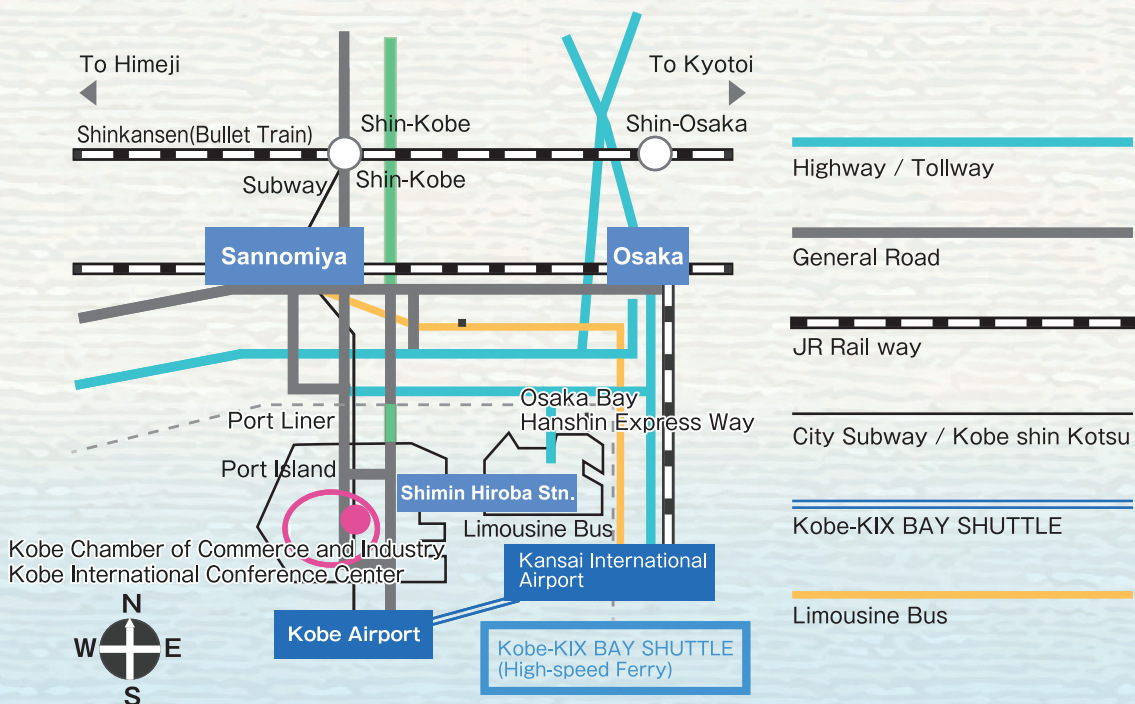 To Himeji
To Kyotoi
Shinkansen(Bullet Train)
Shin-Kobe
Shin-Osaka
Subway
Shin-Kobe
Sannomiya
Osaka
Port Liner
Osaka Bay
Hanshin Express Way
Port Island
Shimin Hiroba Stn.
Limousine Bus
Kobe Chamber of Commerce and Industry
Kobe International Conference Center
Kansai International
Airport
Kobe Airport
Kobe-KIX BAY SHUTTLE
(High-speed Ferry)
N
W E
S
Highway / Tollway
General Road
JR Rail way
City Subway / Kobe shin Kotsu
Kobe-KIX BAY SHUTTLE
Limousine Bus